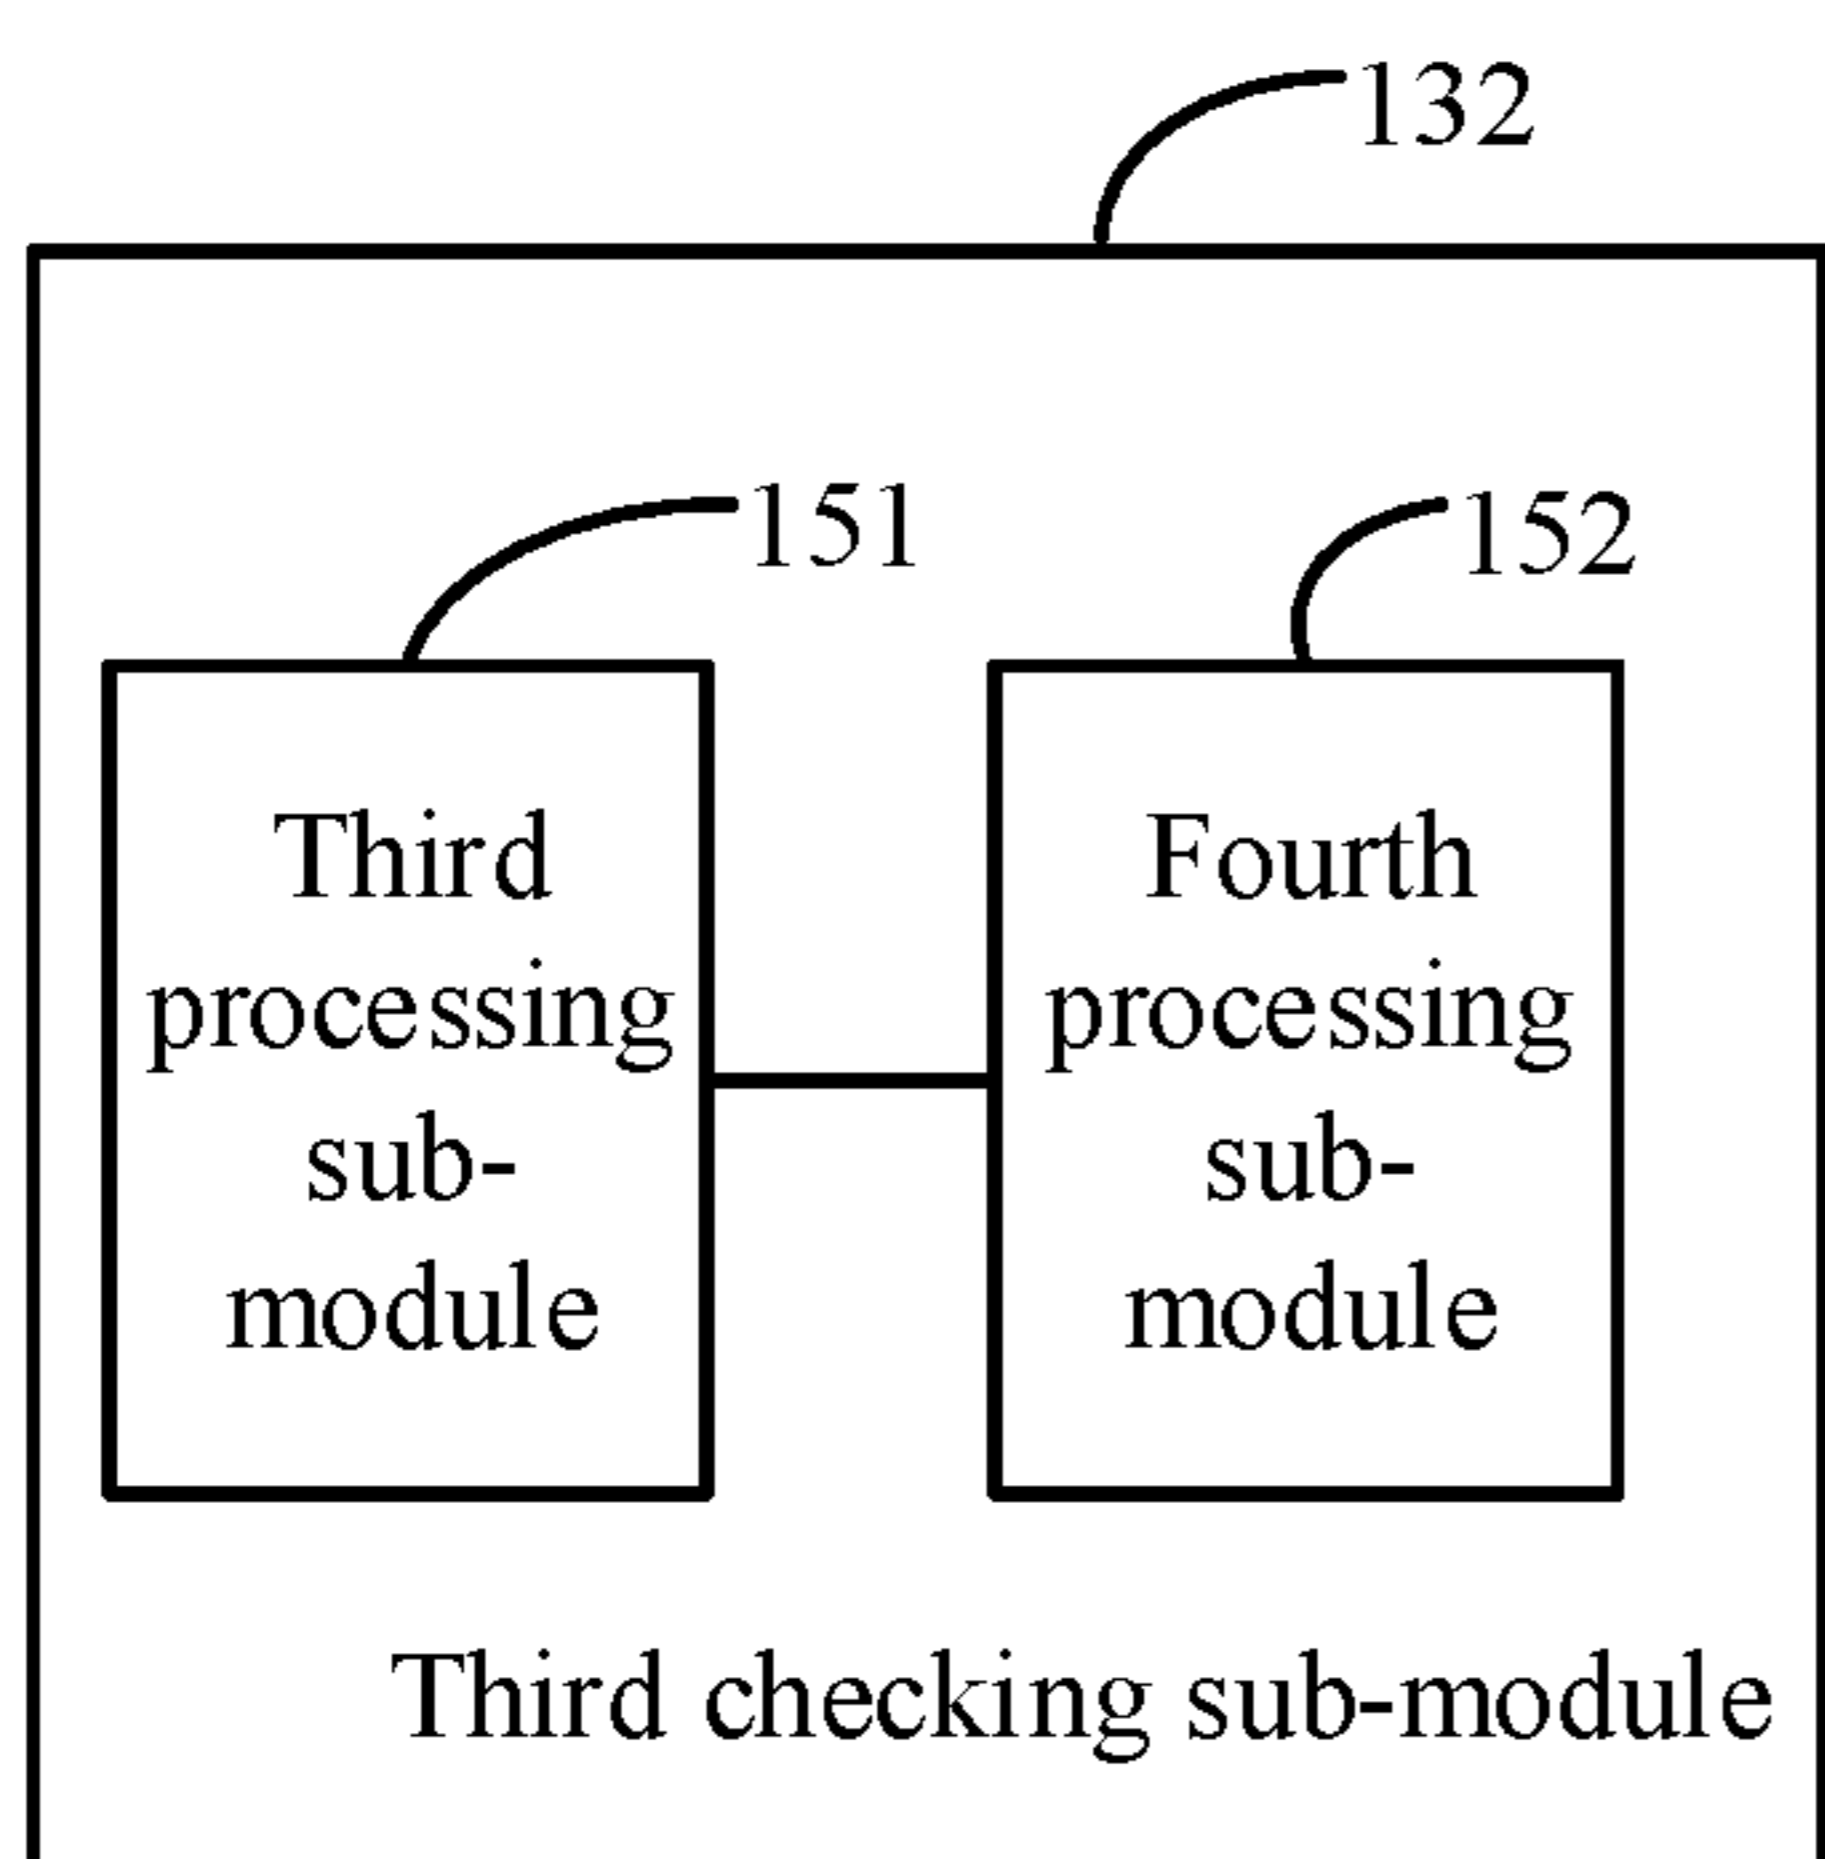 132
151
152
Third
processing
sub-
module
Fourth
processing
sub-
module
Third checking sub-module